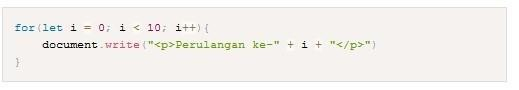 for(let i = 0; i < 10; i++){
    document.write("<p>Perulangan ke-" + i + "</p>")
}